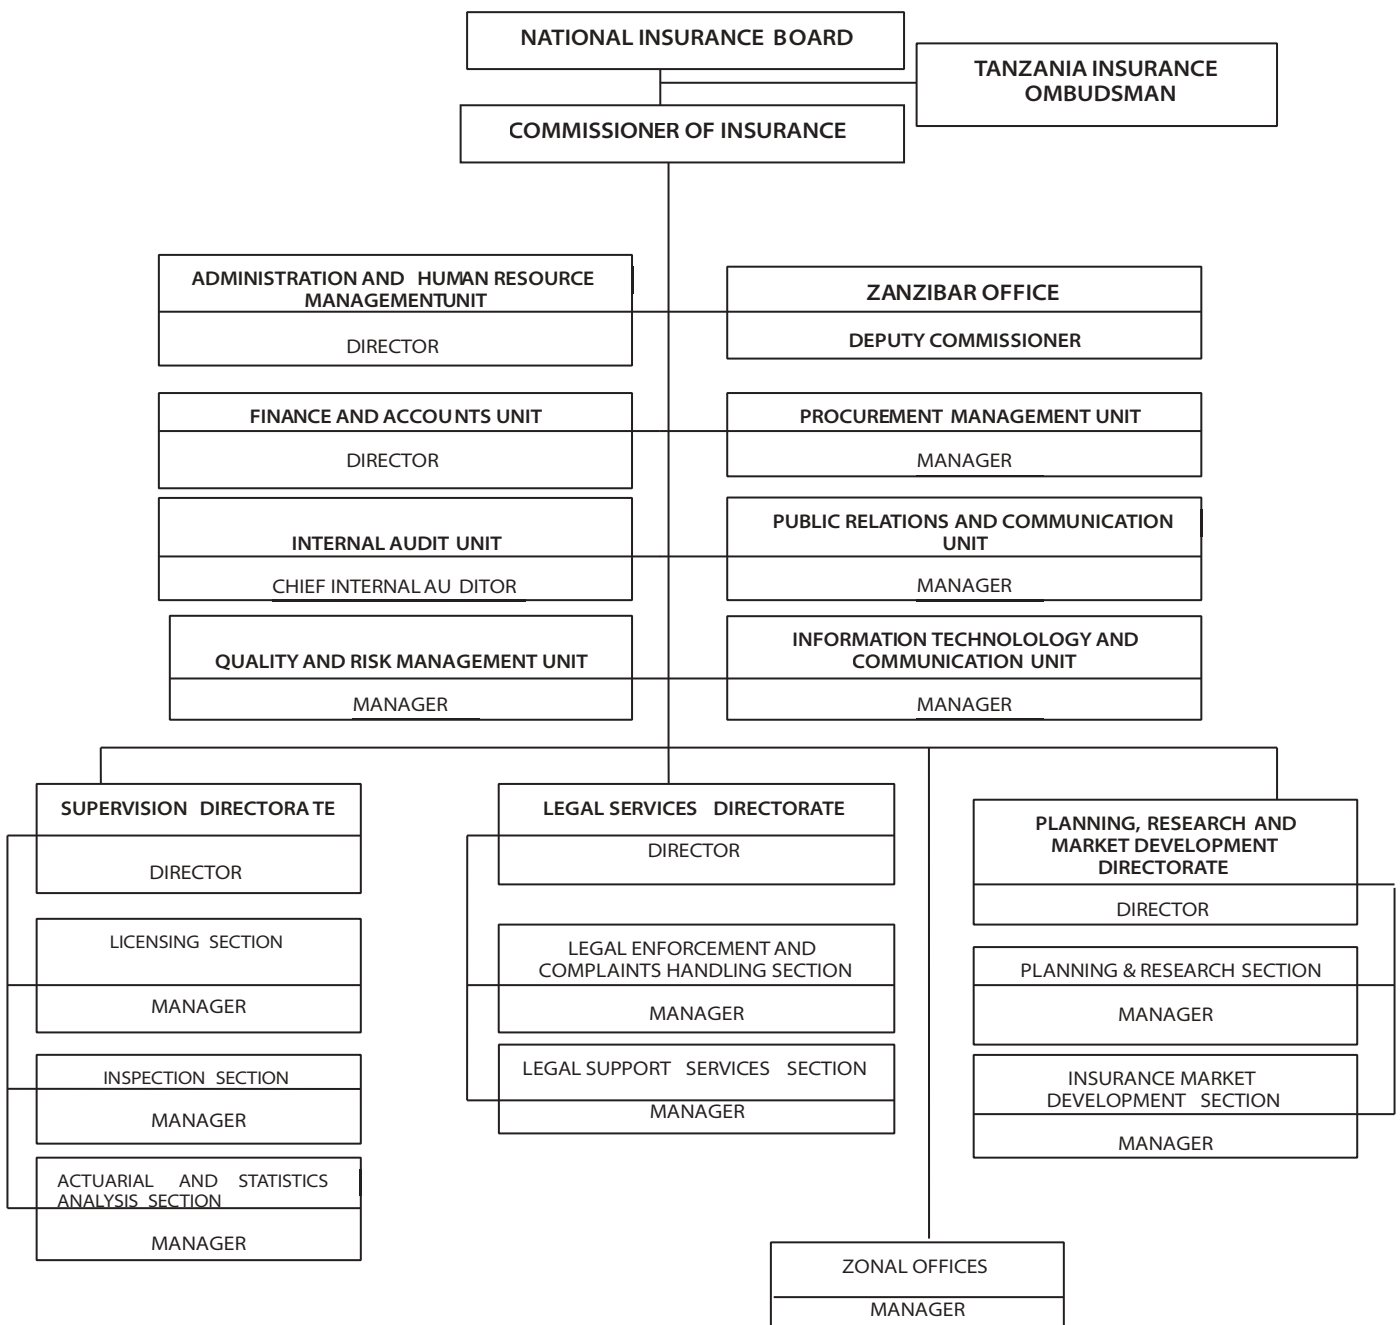 NATIONAL INSURANCE BOARD
TANZANIA INSURANCE
OMBUDSMAN
COMMISSIONER OF INSURANCE
ADMINISTRATION AND HUMAN RESOURCE
MANAGEMENTUNIT
DIRECTOR
ZANZIBAR OFFICE
DEPUTY COMMISSIONER
FINANCE AND ACCOUNTS UNIT
DIRECTOR
PROCUREMENT MANAGEMENT UNIT
MANAGER
INTERNAL AUDIT UNIT
CHIEF INTERNAL AU DITOR
PUBLIC RELATIONS AND COMMUNICATION
UNIT
MANAGER
QUALITY AND RISK MANAGEMENT UNIT
MANAGER
INFORMATION TECHNOLOLOGY AND
COMMUNICATION UNIT
MANAGER
SUPERVISION DIRECTORA TE
DIRECTOR
LICENSING SECTION
MANAGER
INSPECTION SECTION
MANAGER
ACTUARIAL AND STATISTICS
ANALYSIS SECTION
MANAGER
LEGAL SERVICES DIRECTORATE
DIRECTOR
LEGAL ENFORCEMENT AND
COMPLAINTS HANDLING SECTION
MANAGER
LEGAL SUPPORT SERVICES SECTION
MANAGER
PLANNING, RESEARCH AND
MARKET DEVELOPMENT
DIRECTORATE
DIRECTOR
PLANNING & RESEARCH SECTION
MANAGER
INSURANCE MARKET
DEVELOPMENT SECTION
MANAGER
ZONAL OFFICES
MANAGER